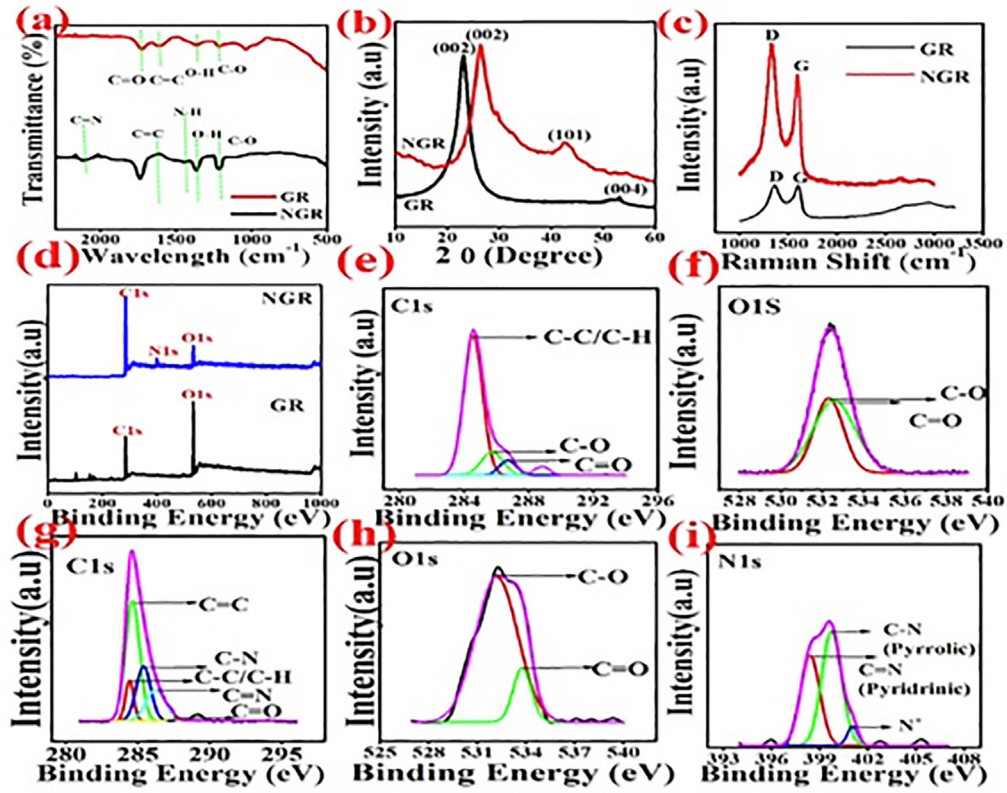 (a)
Transmittance (%)
C=O
C=C
O-H
C-O
C=N
C=C
N-H
O-H
C-O
GR
NGR
2000 1500 1000 500
Wavelength (cm-1)
(b)
Intensity (a.u)
(002)
(002)
NGR
(101)
GR
(004)
10 20 30 40 50 60
2 θ (Degree)
(c)
Intensity(a.u)
D
G
D
G
GR
NGR
1000 1500 2000 2500 3000 3500
Raman Shift (cm-1)
(d)
Intensity(a.u)
C1s
NGR
N1s
O1s
O1s
GR
C1s
0 200 400 600 800 1000
Binding Energy (eV)
(e)
Intensity (a.u)
C1s
C-C/C-H
C-O
C=O
280 284 288 292 296
Binding Energy (eV)
(f)
Intensity(a.u)
O1S
C-O
C=O
528 530 532 534 536 538 540
Binding Energy (eV)
(g)
Intensity(a.u)
C1s
C=C
C-N
C-C/C-H
C=N
C=O
280 285 290 295
Binding Energy (eV)
(h)
Intensity(a.u)
O1s
C-O
C=O
525 528 531 534 537 540
Binding Energy (eV)
(i)
Intensity(a.u)
N1s
C-N
(Pyrrolic)
C=N
(Pyridrinic)
N+
393 396 399 402 405 408
Binding Energy (eV)